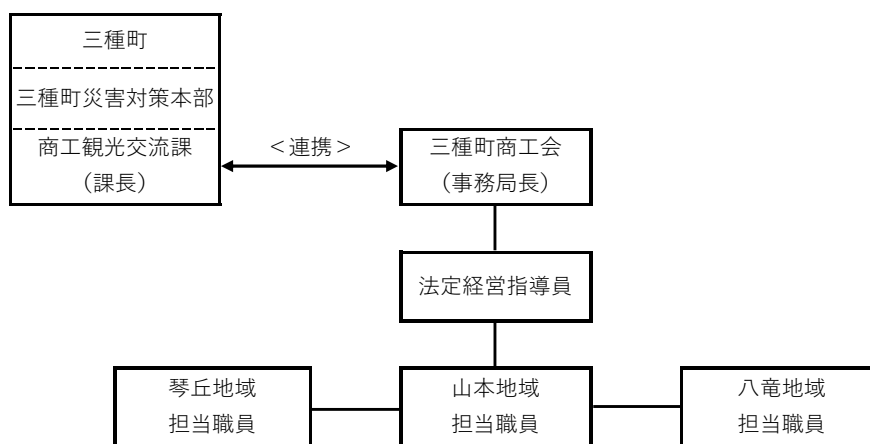 三種町
三種町災害対策本部
商工観光交流課
（課長）
＜連携＞
三種町商工会
（事務局長）
法定経営指導員
琴丘地域
担当職員
山本地域
担当職員
八竜地域
担当職員